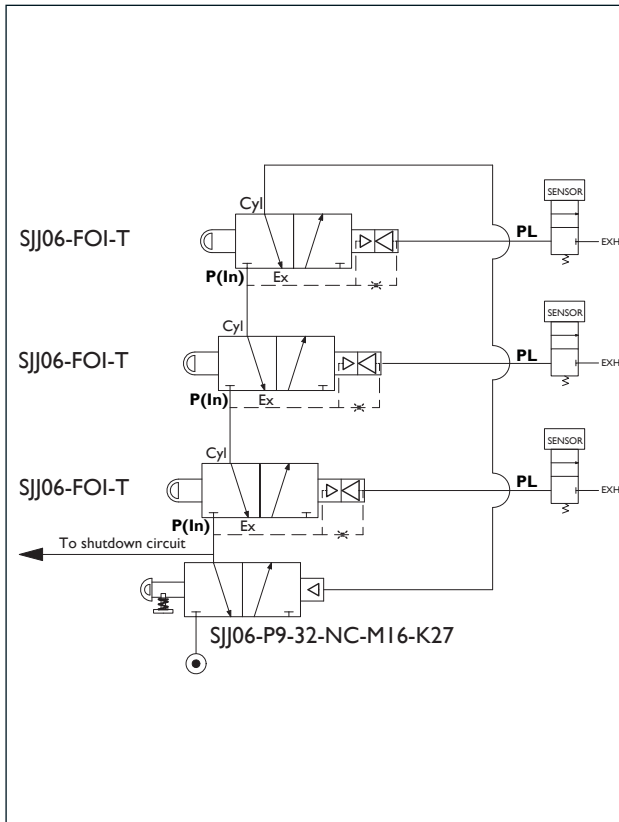 SENSOR
Cyl
SJJ06-FOI-T
PL
EXH
P(In)
Ex
SENSOR
Cyl
SJJ06-FOI-T
PL
EXH
P(In)
Ex
SENSOR
Cyl
SJJ06-FOI-T
PL
EXH
P(In)
Ex
To shutdown circuit
SJJ06-P9-32-NC-M16-K27